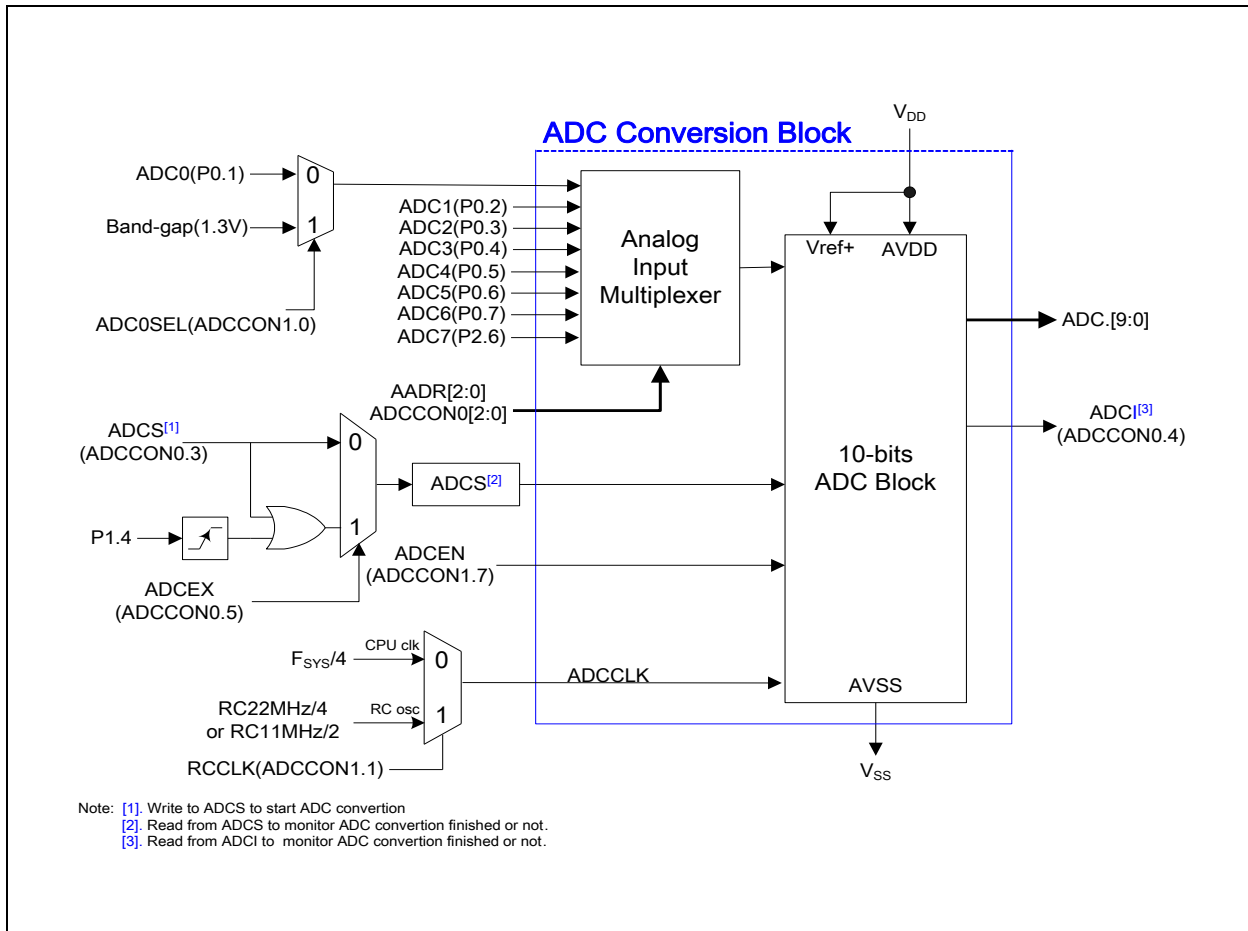 V_DD
ADC Conversion Block
ADC0(P0.1)
0
Band-gap(1.3V)
1
ADC0SEL(ADCCON1.0)
ADC1(P0.2)
ADC2(P0.3)
ADC3(P0.4)
ADC4(P0.5)
ADC5(P0.6)
ADC6(P0.7)
ADC7(P2.6)
Analog
Input
Multiplexer
Vref+
AVDD
ADC.[9:0]
AADR[2:0]
ADCCON0[2:0]
ADCI[3]
(ADCCON0.4)
ADCS[1]
(ADCCON0.3)
0
ADCS[2]
10-bits
ADC Block
P1.4
1
ADCEX
(ADCCON0.5)
ADCEN
(ADCCON1.7)
F_SYS/4
CPU clk
0
ADCCLK
RC22MHz/4
or RC11MHz/2
RC osc
1
RCCLK(ADCCON1.1)
AVSS
V_SS
Note: [1]. Write to ADCS to start ADC convertion
[2]. Read from ADCS to monitor ADC convertion finished or not.
[3]. Read from ADCI to monitor ADC convertion finished or not.